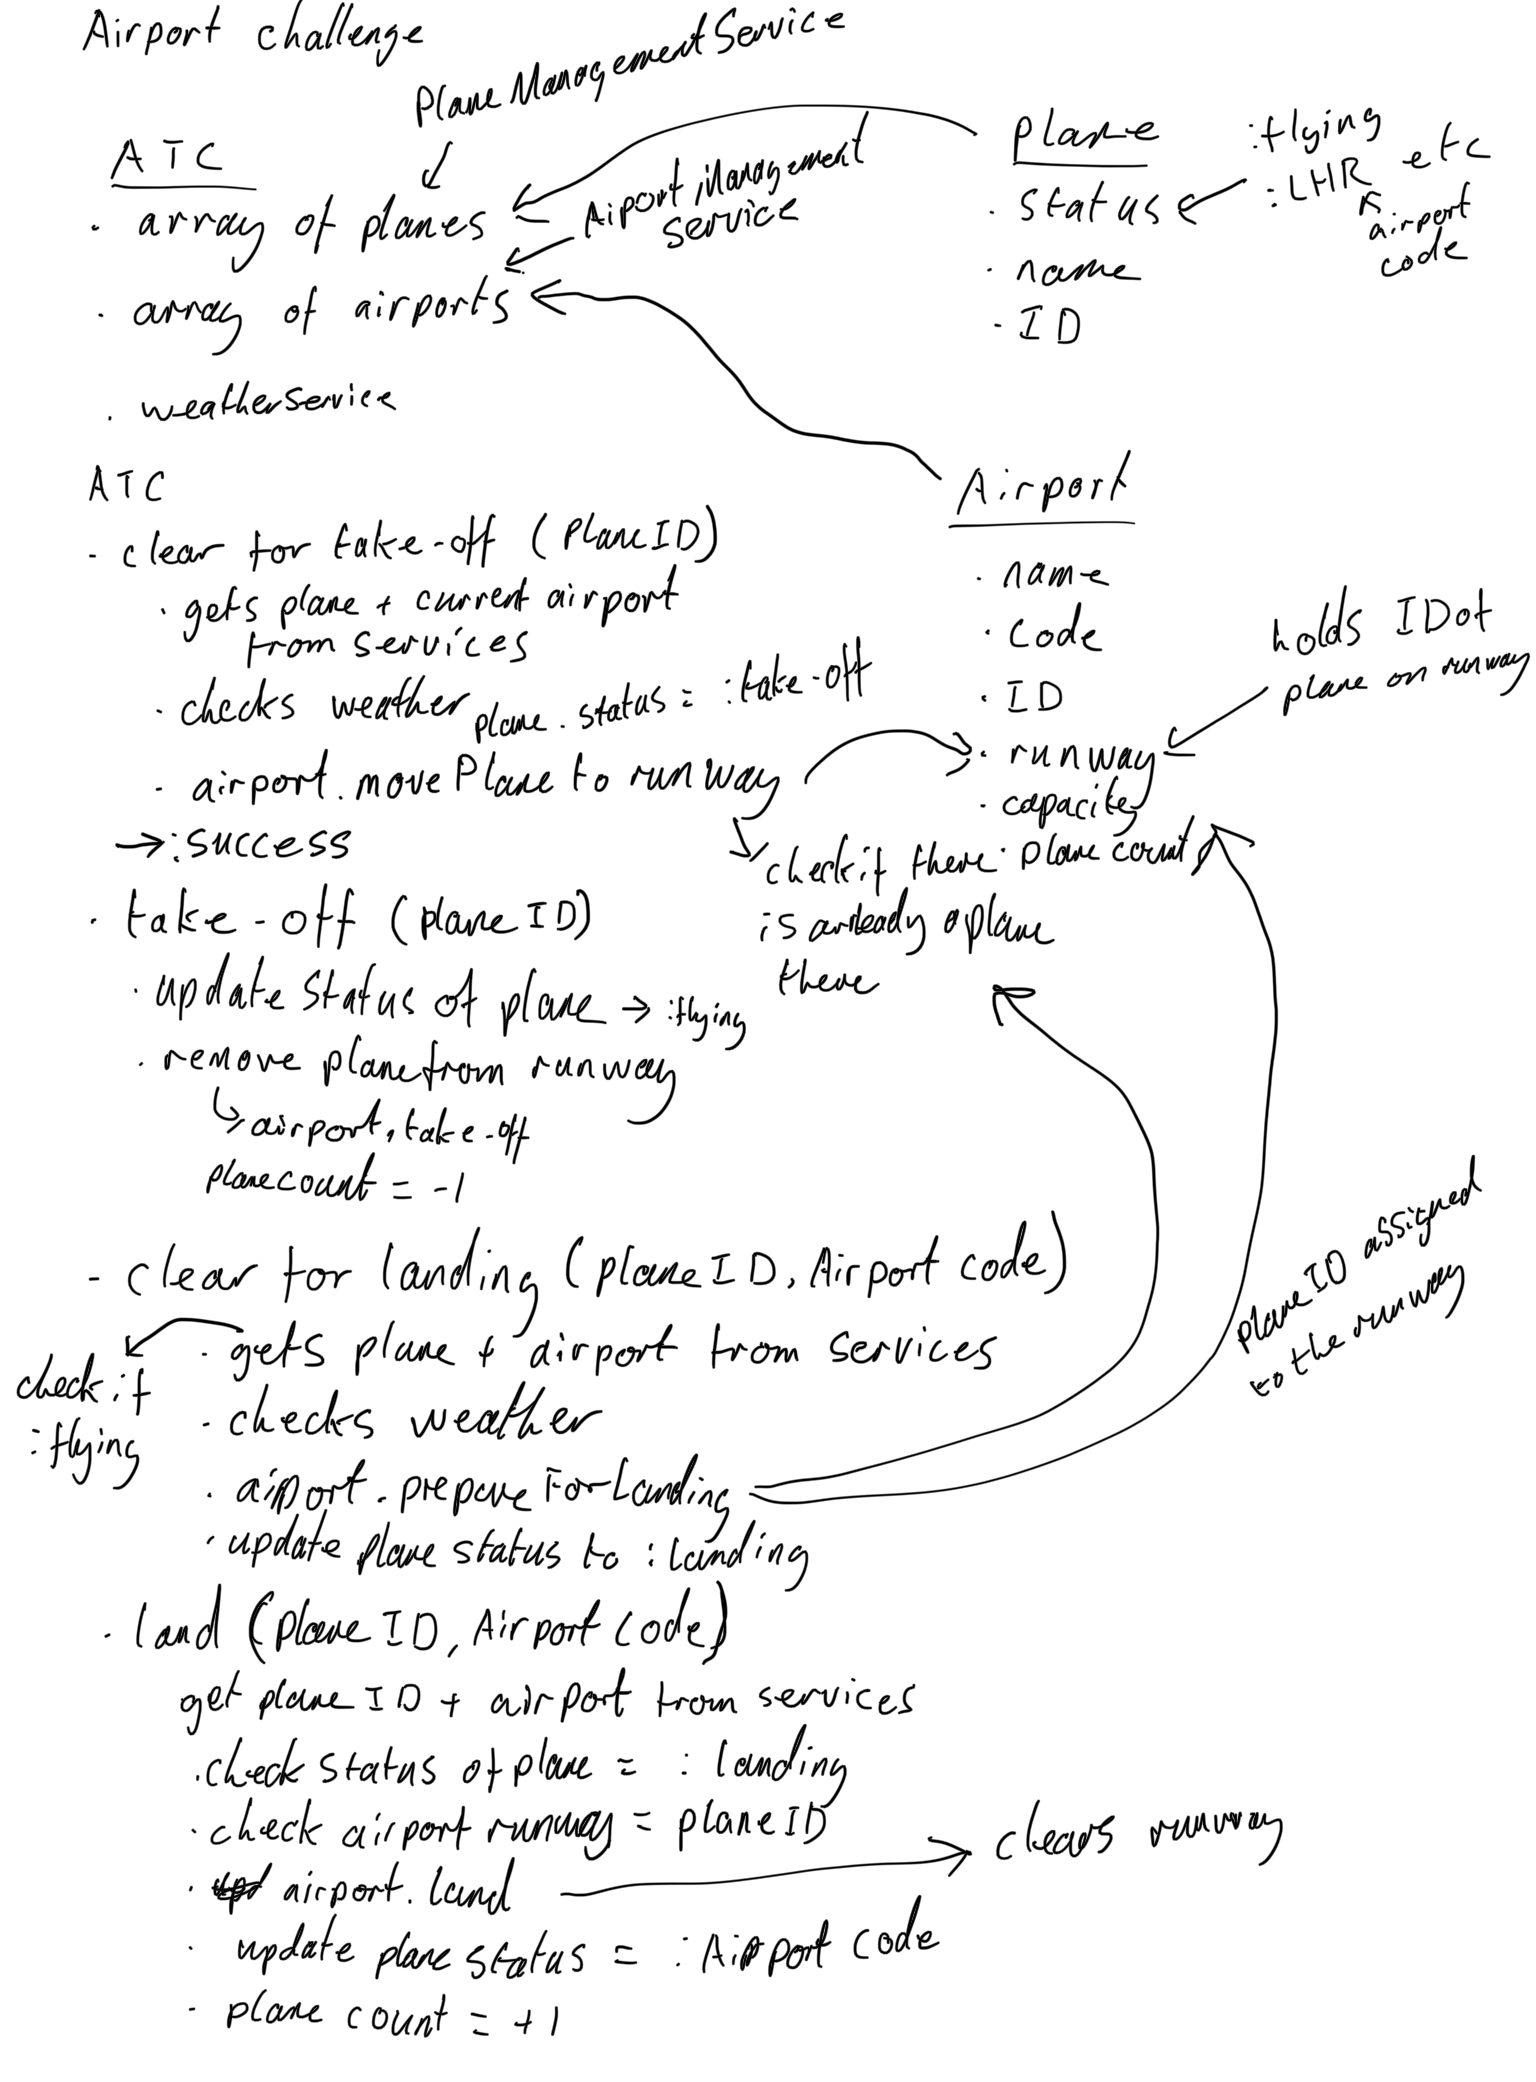 Airport challenge
Plane Management Service
ATC
· array of planes
Aiport Management
service
· array of airports
· weatherService
Plane
· status
· name
· ID
:flying
:LHR etc
airport
code
ATC
- clear for take-off (PlaneID)
· gets plane + current airport
from services
· checks weather
plane.status = :take-off
· airport.movePlane to runway
→ :success
check if there
is already a plane
there
Airport
· name
· code
· ID
· runway
· capacity
· plane count
holds ID of
plane on runway
· take-off (plane ID)
· update status of plane → :flying
· remove plane from runway
↳ airport.take-off
planecount = -1
- clear for landing (plane ID, Airport code)
· gets plane + airport from services
check if
:flying
· checks weather
· airport.prepareForLanding
· update plane status to :landing
plane ID assigned
to the runway
· land (plane ID, Airport code)
get plane ID + airport from services
· check status of plane = :landing
· check airport runway = planeID
· airport.land → clears runway
· update plane status = :Airport code
· plane count = +1